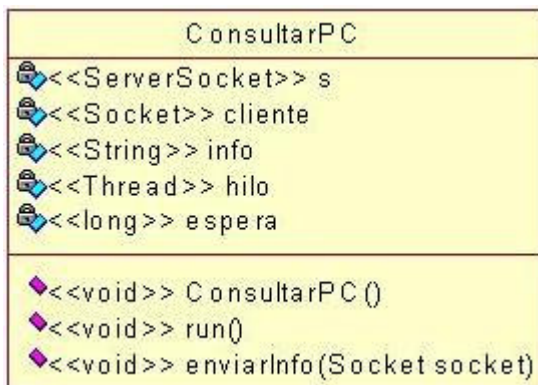 ConsultarPC
<<ServerSocket>> s
<<Socket>> cliente
<<String>> info
<<Thread>> hilo
<<long>> espera
<<void>> ConsultarPC()
<<void>> run()
<<void>> enviarInfo(Socket socket)